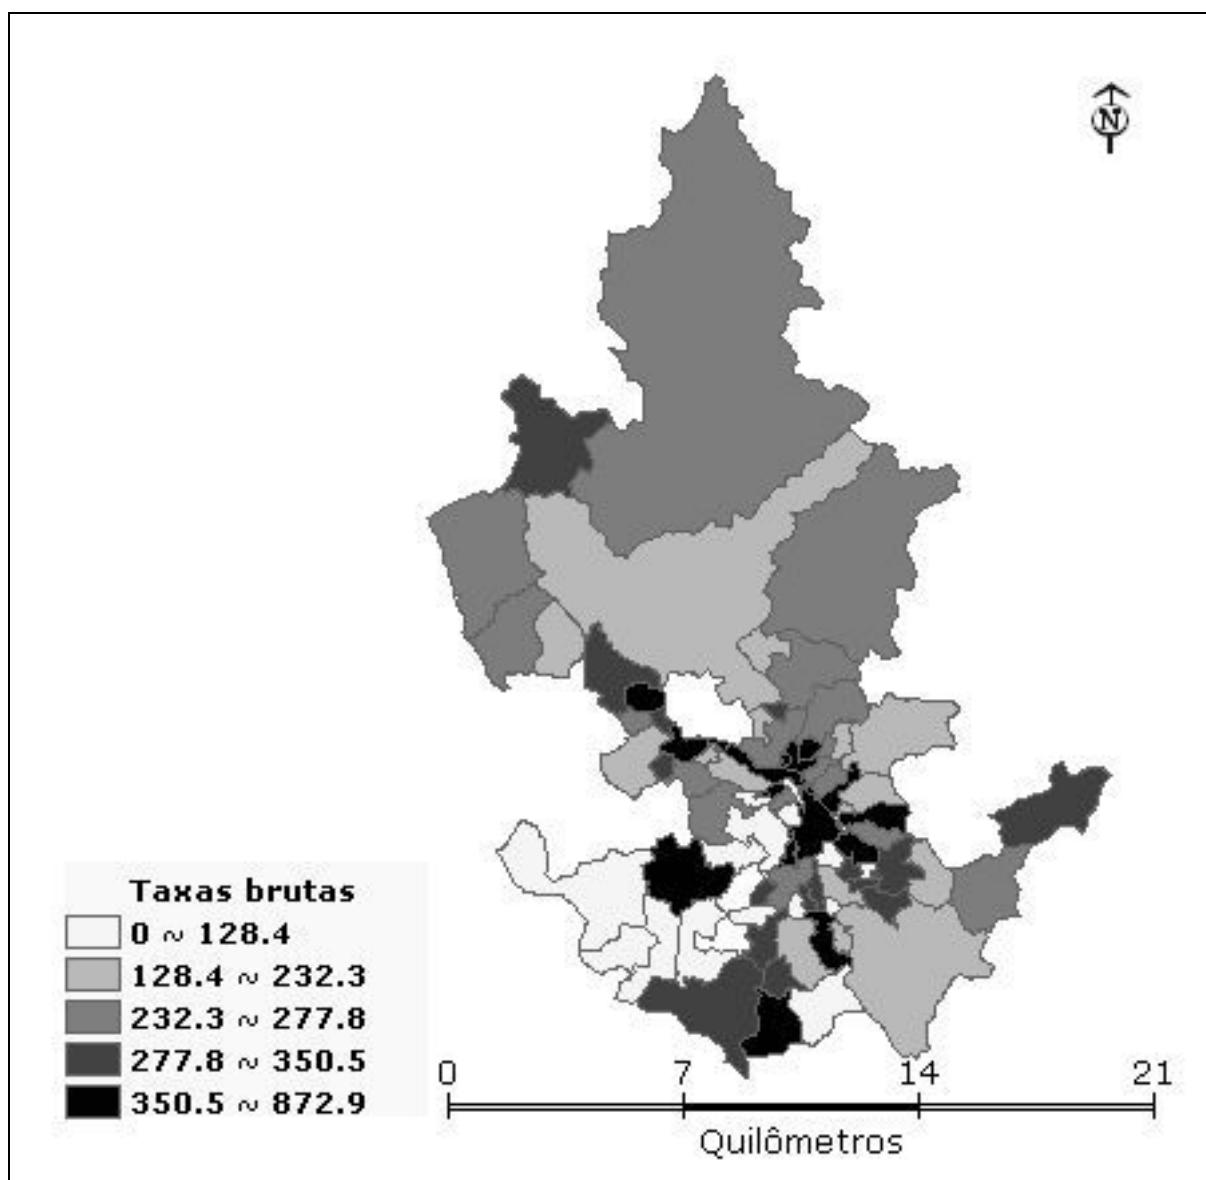 N
Taxas brutas
0 ~ 128.4
128.4 ~ 232.3
232.3 ~ 277.8
277.8 ~ 350.5
350.5 ~ 872.9
0 7 14 21
Quilômetros